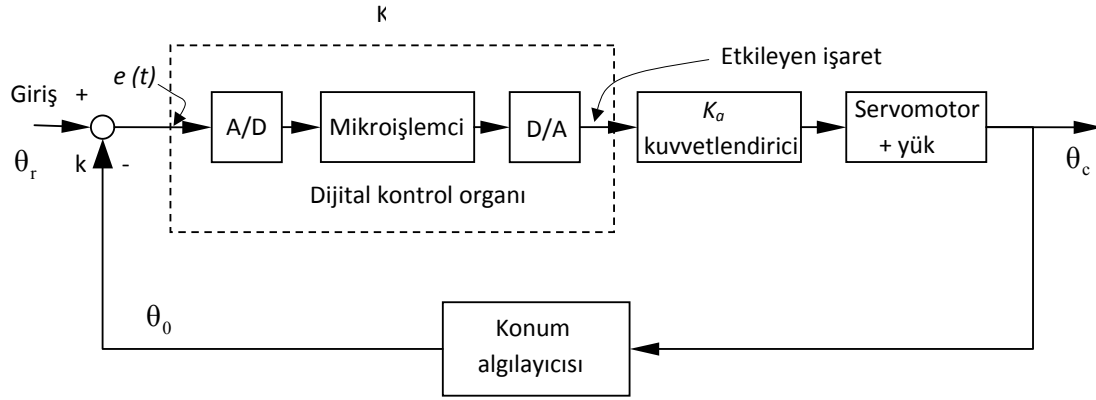 K
e (t)
Etkileyen işaret
Giriş +
A/D
Mikroişlemci
D/A
Kₐ
kuvvetlendirici
Servomotor
+ yük
θr
k -
Dijital kontrol organı
θc
θ0
Konum
algılayıcısı